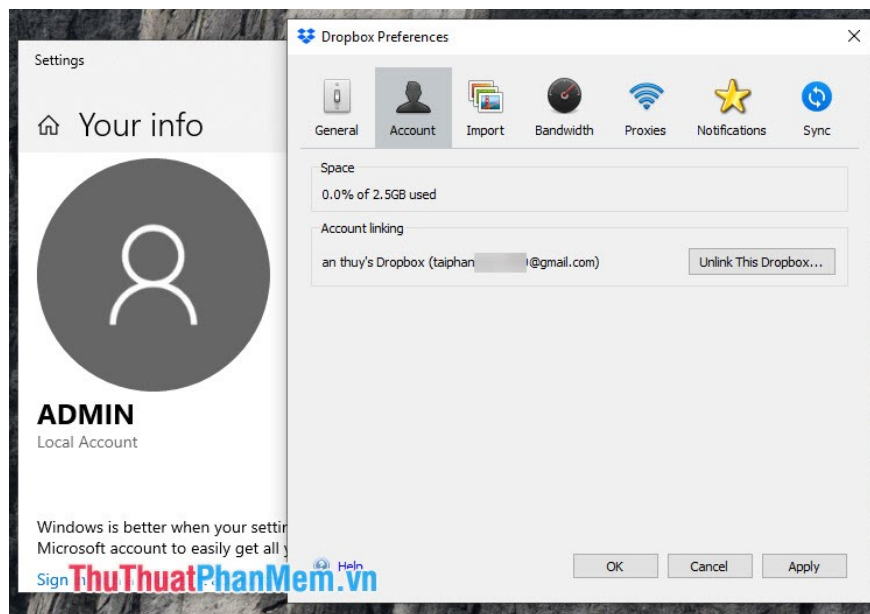 Settings
Your info
ADMIN
Local Account
Windows is better when your settin
Microsoft account to easily get all y
Sign
ThuThuatPhanMem.vn
Dropbox Preferences
General
Account
Import
Bandwidth
Proxies
Notifications
Sync
Space
0.0% of 2.5GB used
Account linking
an thuy's Dropbox (taiphan @gmail.com)
Unlink This Dropbox...
Help
OK
Cancel
Apply